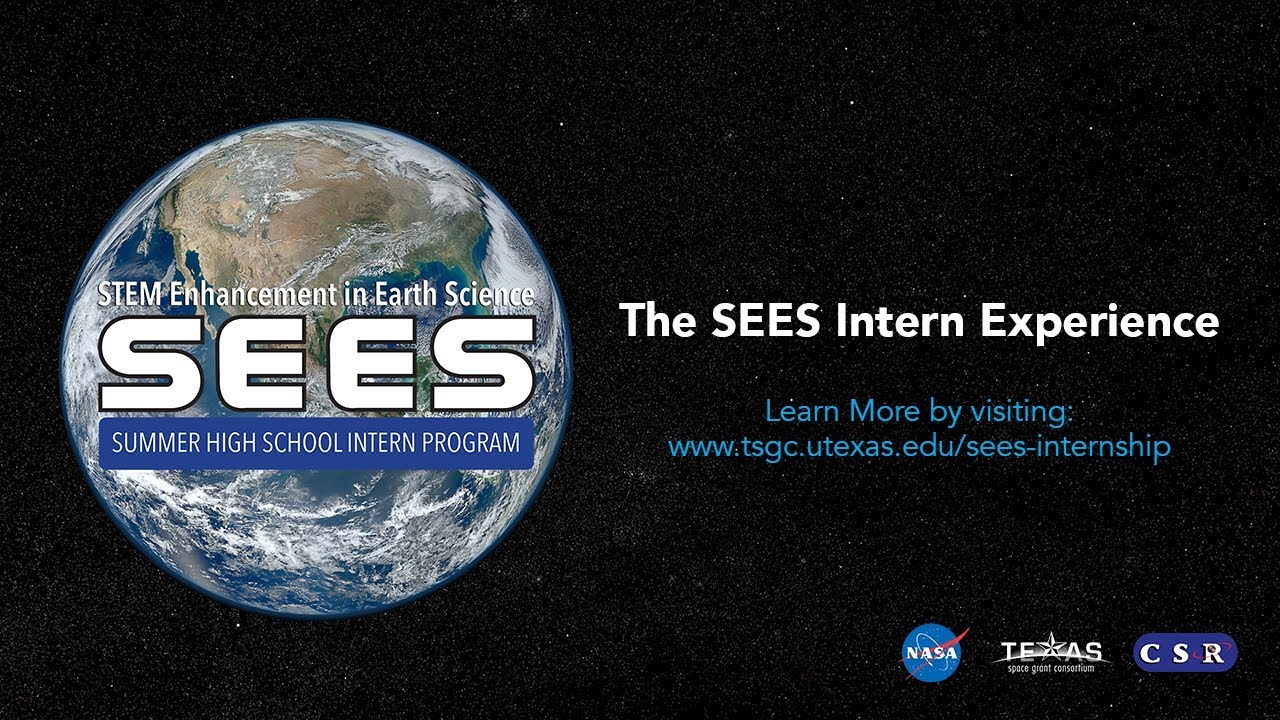 STEM Enhancement in Earth Science
SEES
SUMMER HIGH SCHOOL INTERN PROGRAM
The SEES Intern Experience
Learn More by visiting:
www.tsgc.utexas.edu/sees-internship
NASA
TEXAS
space grant consortium
CSR